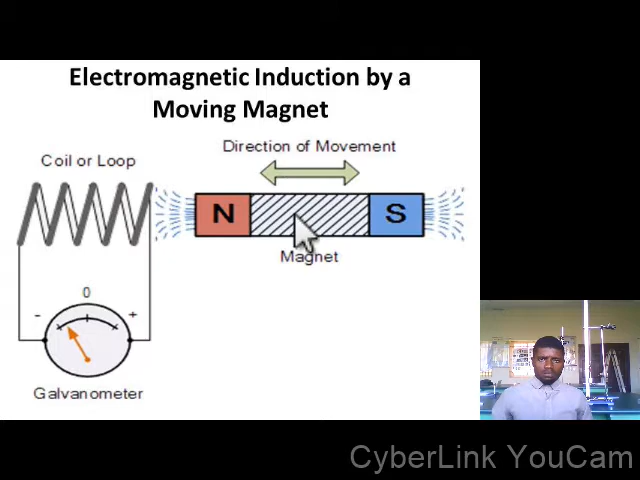 Electromagnetic Induction by a
Moving Magnet
Direction of Movement
Coil or Loop
N
S
Magnet
0
- +
Galvanometer
CyberLink YouCam